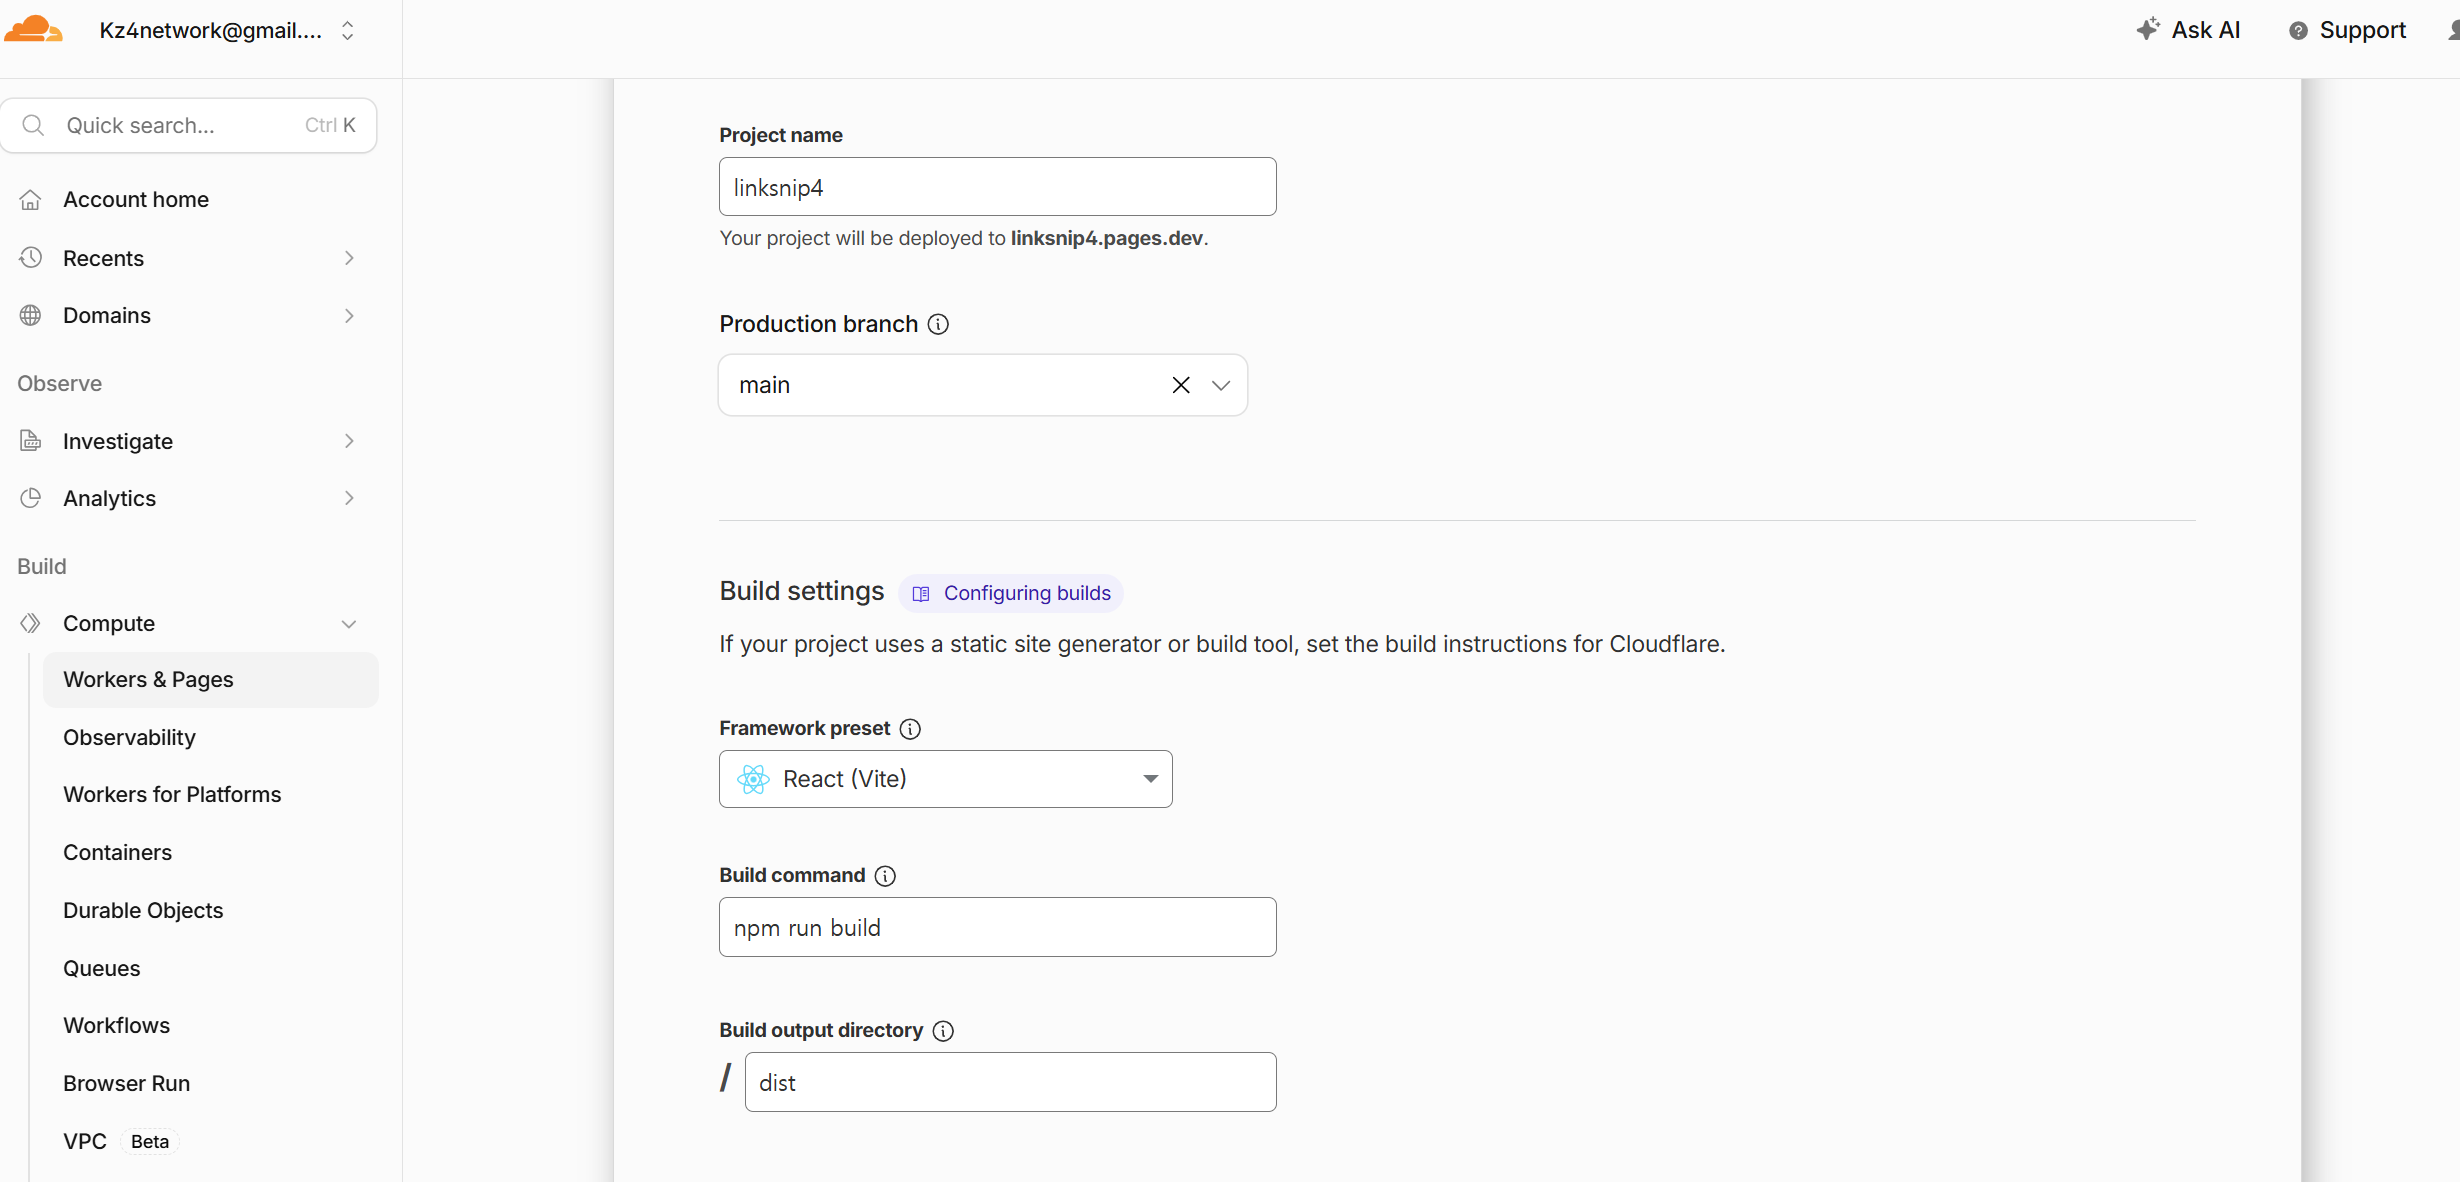 Kz4network@gmail....
Ask AI
Support
Quick search...
Ctrl K
Account home
Recents
Domains
Observe
Investigate
Analytics
Build
Compute
Workers & Pages
Observability
Workers for Platforms
Containers
Durable Objects
Queues
Workflows
Browser Run
VPC Beta
Project name
linksnip4
Your project will be deployed to linksnip4.pages.dev.
Production branch
main
Build settings
Configuring builds
If your project uses a static site generator or build tool, set the build instructions for Cloudflare.
Framework preset
React (Vite)
Build command
npm run build
Build output directory
/ dist